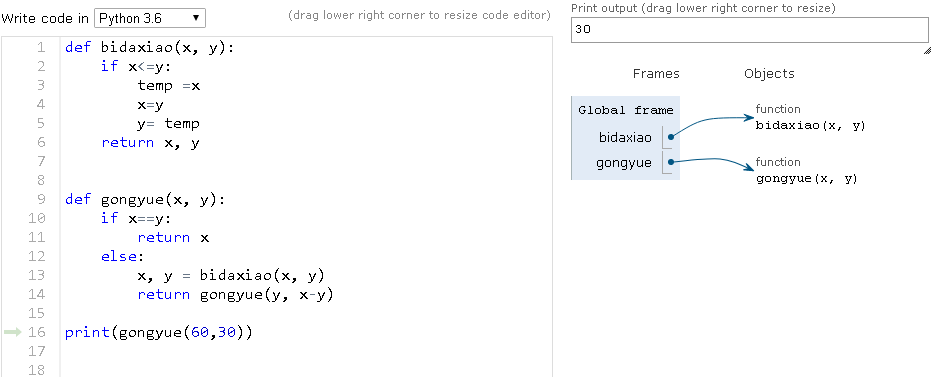 Write code in Python 3.6
(drag lower right corner to resize code editor)
1 def bidaxiao(x, y):
2     if x<=y:
3         temp =x
4         x=y
5         y= temp
6     return x, y
7
8
9 def gongyue(x, y):
10     if x==y:
11         return x
12     else:
13         x, y = bidaxiao(x, y)
14         return gongyue(y, x-y)
15
16 print(gongyue(60,30))
17
18
Print output (drag lower right corner to resize)
30
Frames Objects
Global frame
bidaxiao
gongyue
function
bidaxiao(x, y)
function
gongyue(x, y)